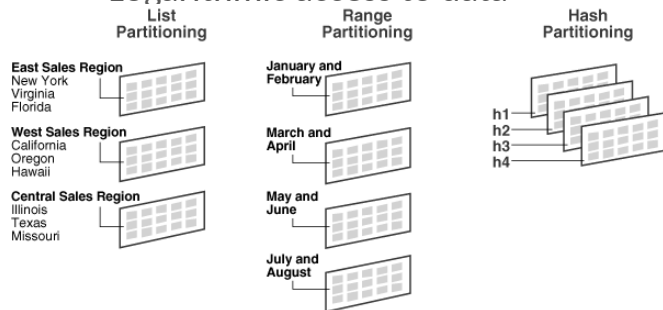 List
Partitioning
East Sales Region
New York
Virginia
Florida
West Sales Region
California
Oregon
Hawaii
Central Sales Region
Illinois
Texas
Missouri
Range
Partitioning
January and
February
March and
April
May and
June
July and
August
Hash
Partitioning
h1
h2
h3
h4